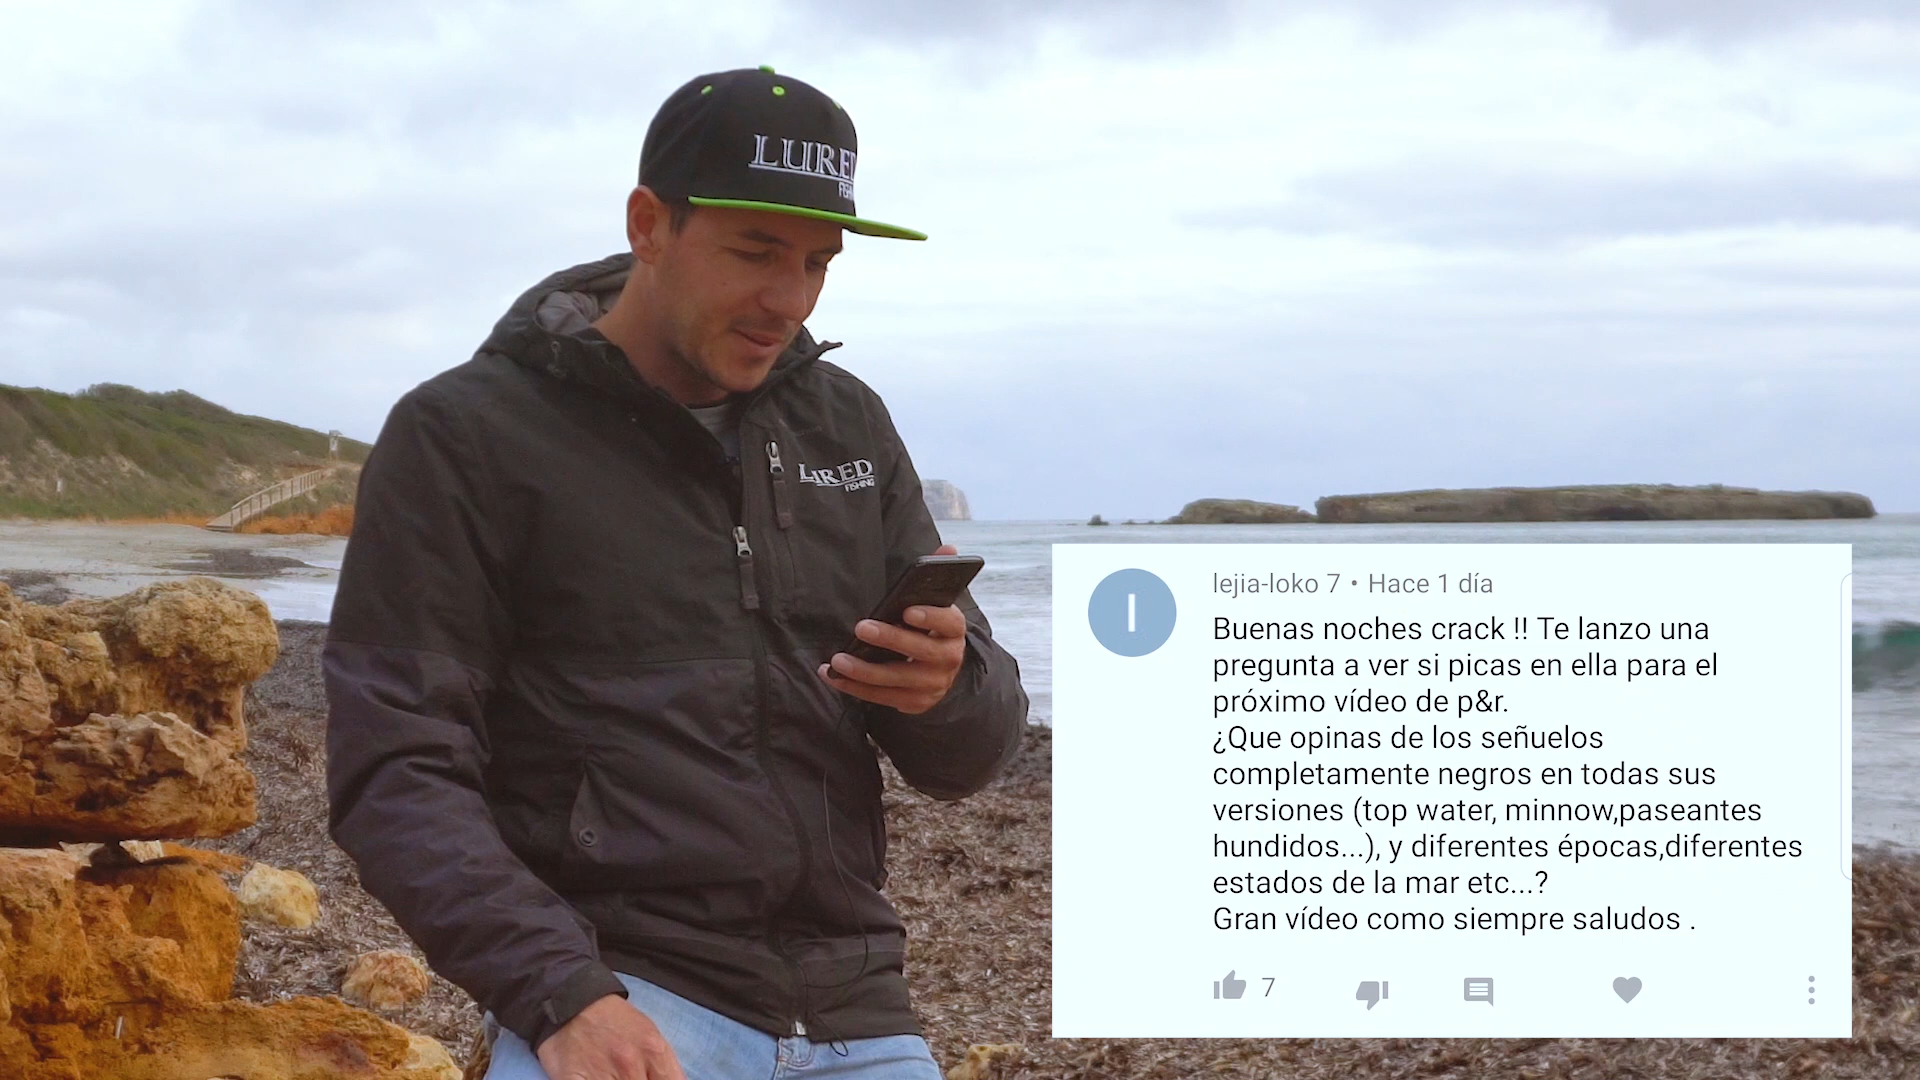 LURED
LURED
FISHING
I
lejia-loko 7 • Hace 1 día
Buenas noches crack !! Te lanzo una
pregunta a ver si picas en ella para el
próximo vídeo de p&r.
¿Que opinas de los señuelos
completamente negros en todas sus
versiones (top water, minnow,paseantes
hundidos...), y diferentes épocas,diferentes
estados de la mar etc...?
Gran vídeo como siempre saludos .
7